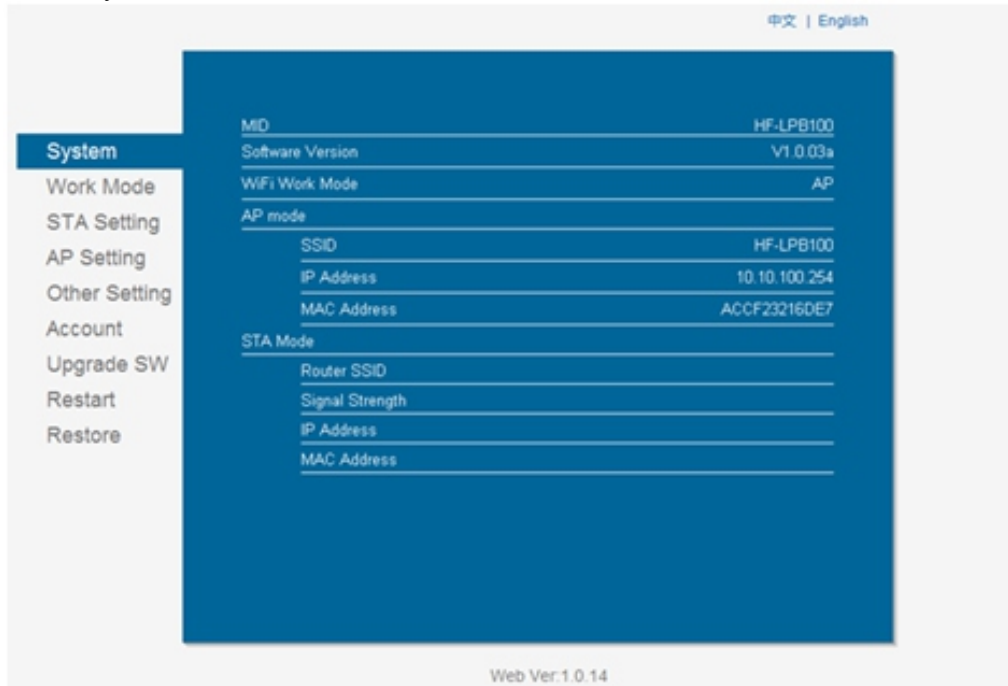 中文 | English
System
Work Mode
STA Setting
AP Setting
Other Setting
Account
Upgrade SW
Restart
Restore
MID HF-LPB100
Software Version V1.0.03a
WiFi Work Mode AP
AP mode
SSID HF-LPB100
IP Address 10.10.100.254
MAC Address ACCF23216DE7
STA Mode
Router SSID
Signal Strength
IP Address
MAC Address
Web Ver:1.0.14